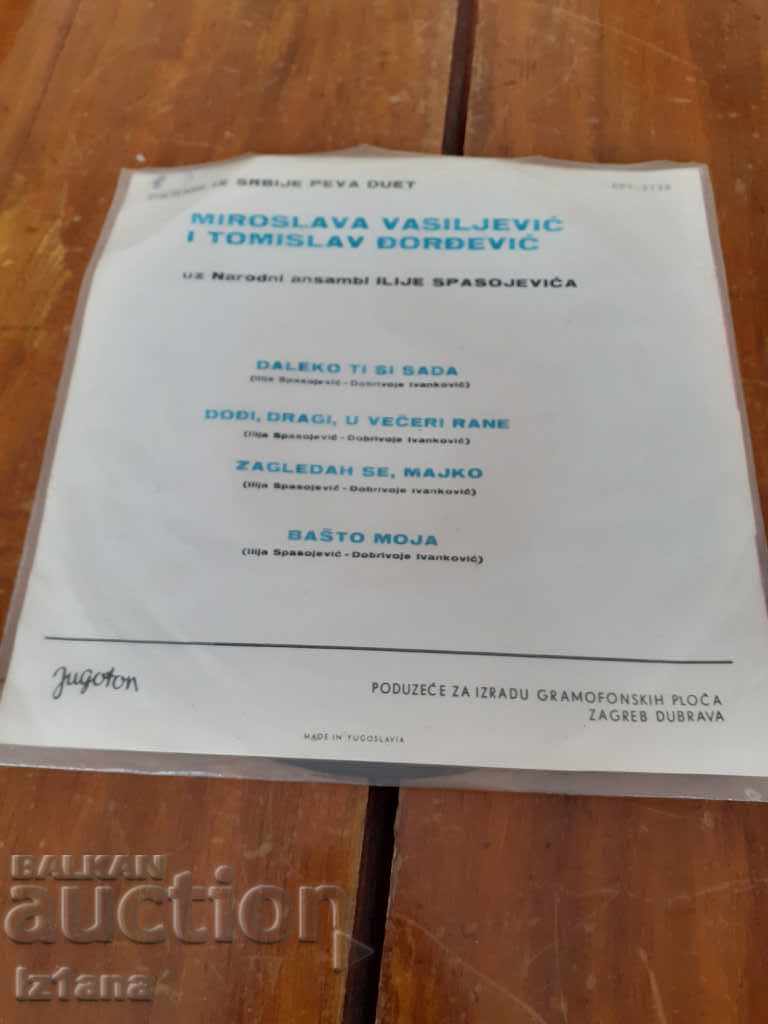 SRBIJE PEVA DUET
MIROSLAVA VASILJEVIĆ
I TOMISLAV ĐORĐEVIĆ
uz Narodni ansambl ILIJE SPASOJEVIĆA
DALEKO TI SI SADA
(Ilija Spasojević - Dobrivoje Ivanković)
DOĐI, DRAGI, U VEČERI RANE
(Ilija Spasojević - Dobrivoje Ivanković)
ZAGLEDAH SE, MAJKO
(Ilija Spasojević - Dobrivoje Ivanković)
BAŠTO MOJA
(Ilija Spasojević - Dobrivoje Ivanković)
Jugoton
PODUZEĆE ZA IZRADU GRAMOFONSKIH PLOČA
ZAGREB DUBRAVA
MADE IN YUGOSLAVIA
BALKAN
auction
iz1ana